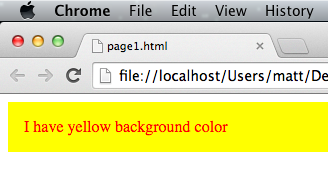 Chrome File Edit View History
page1.html
file://localhost/Users/matt/De
I have yellow background color